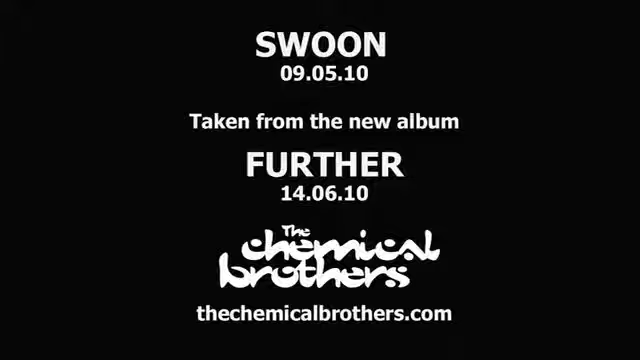 SWOON
09.05.10
Taken from the new album
FURTHER
14.06.10
The
chemical
brothers
thechemicalbrothers.com